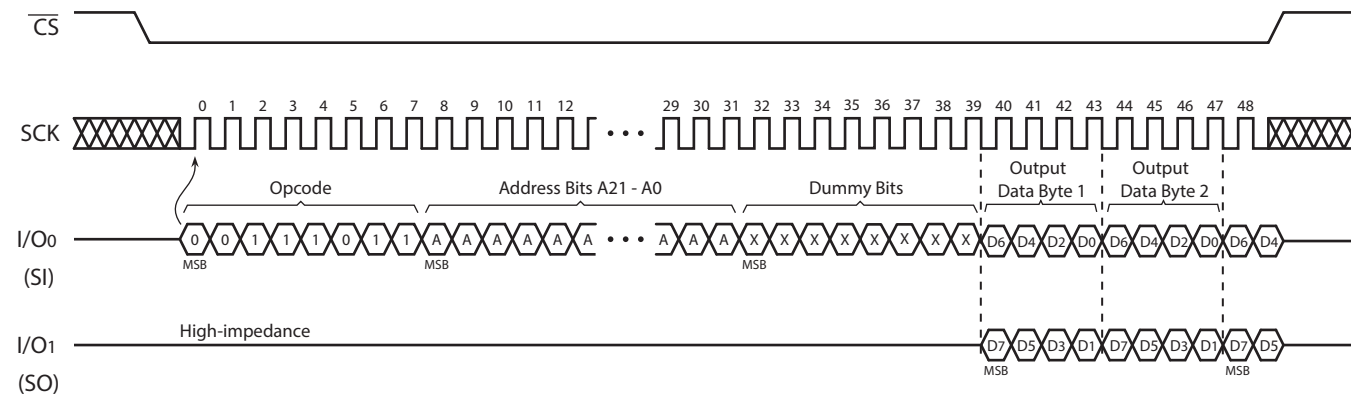 CS
SCK
0 1 2 3 4 5 6 7 8 9 10 11 12 29 30 31 32 33 34 35 36 37 38 39 40 41 42 43 44 45 46 47 48
Opcode Address Bits A21 - A0 Dummy Bits Output Data Byte 1 Output Data Byte 2
I/O0 (SI)
0 0 1 1 1 0 1 1 A A A A A A A A A X X X X X X X X D6 D4 D2 D0 D6 D4 D2 D0 D6 D4
MSB MSB MSB
High-impedance
I/O1 (SO)
D7 D5 D3 D1 D7 D5 D3 D1 D7 D5
MSB MSB